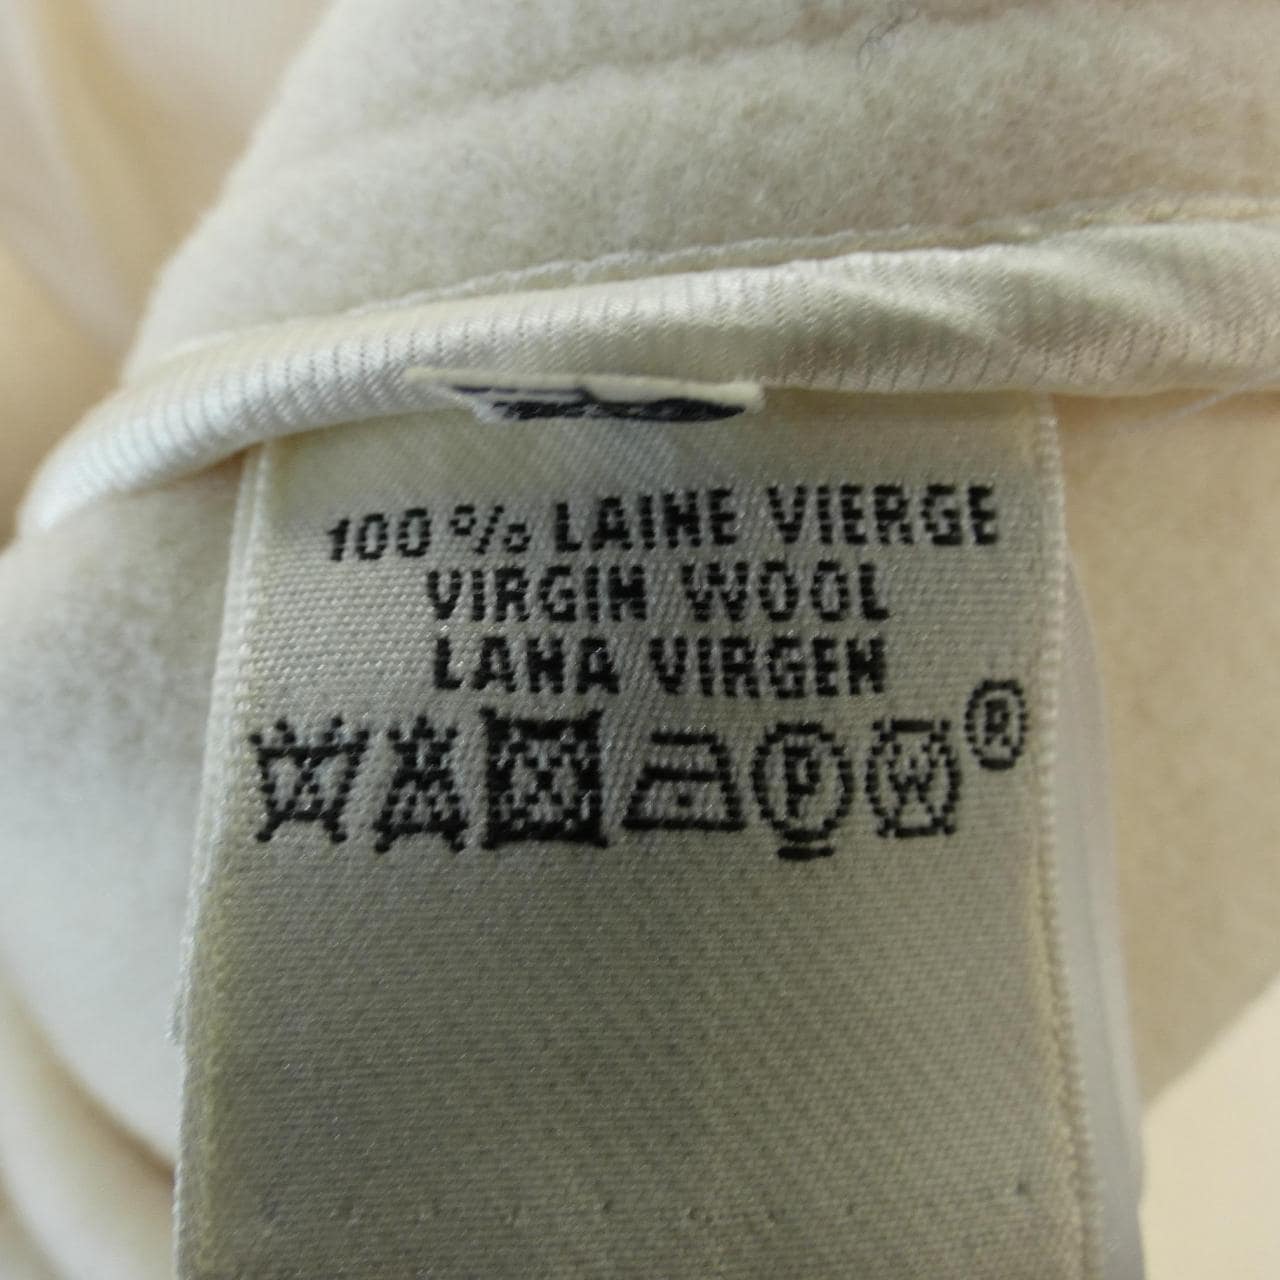 100% LAINE VIERGE
VIRGIN WOOL
LANA VIRGEN
P W ®